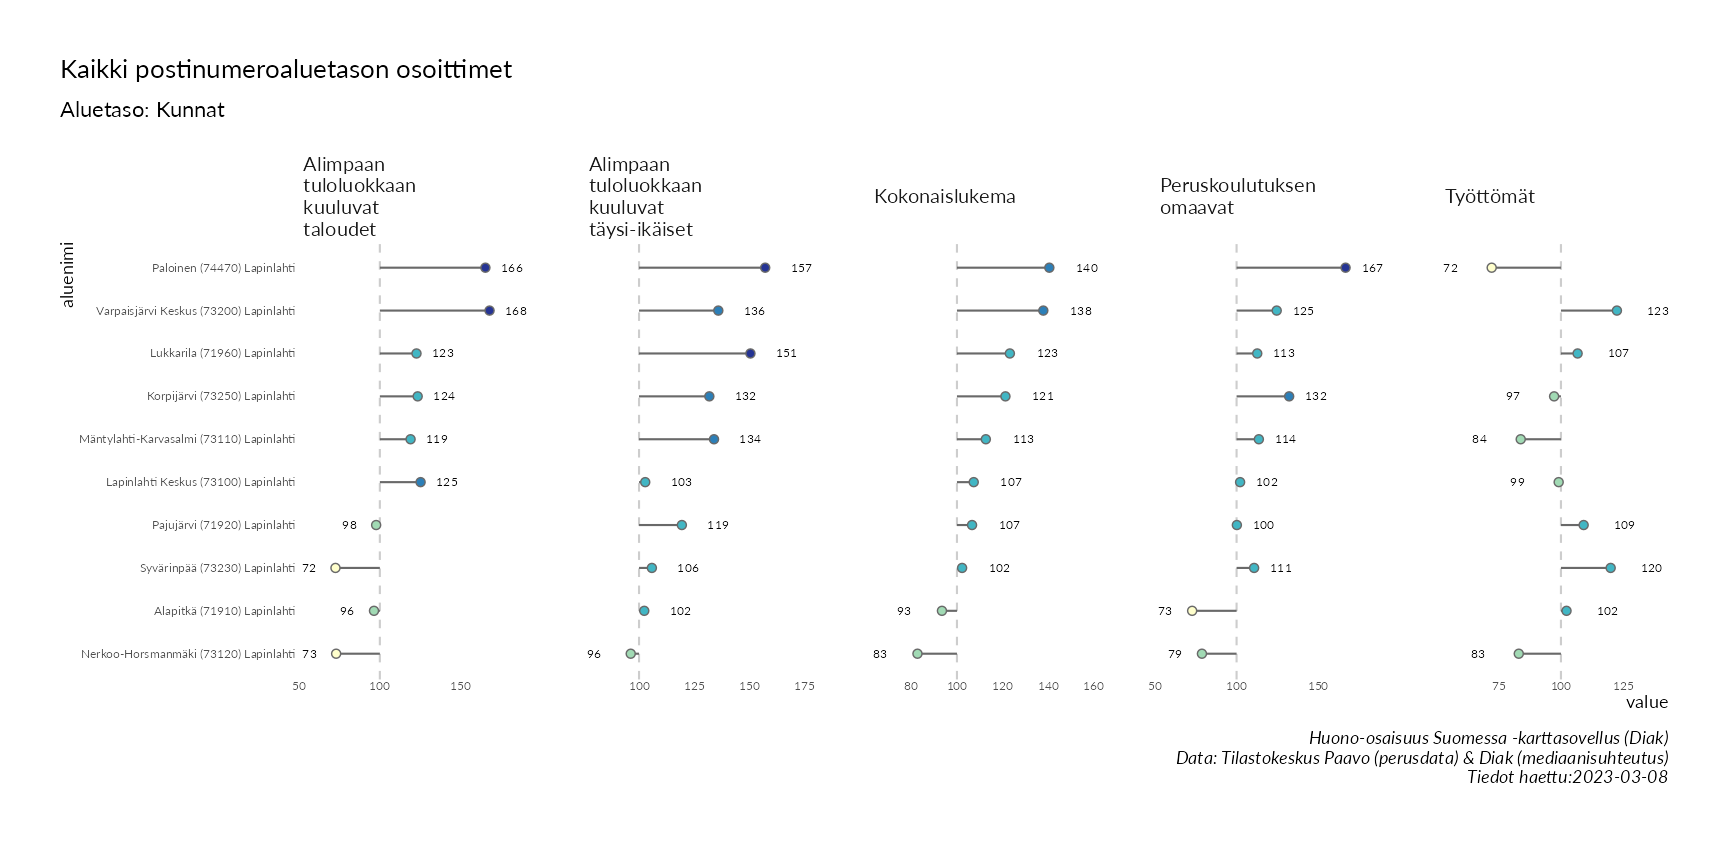 Kaikki postinumeroaluetason osoittimet
Aluetaso: Kunnat
Alimpaan
tuloluokkaan
kuuluvat
taloudet
Alimpaan
tuloluokkaan
kuuluvat
täysi-ikäiset
Kokonaislukema
Peruskoulutuksen
omaavat
Työttömät
aluenimi
Paloinen (74470) Lapinlahti 166 157 140 167 72
Varpaisjärvi Keskus (73200) Lapinlahti 168 136 138 125 123
Lukkarila (71960) Lapinlahti 123 151 123 113 107
Korpijärvi (73250) Lapinlahti 124 132 121 132 97
Mäntylahti-Karvasalmi (73110) Lapinlahti 119 134 113 114 84
Lapinlahti Keskus (73100) Lapinlahti 125 103 107 102 99
Pajujärvi (71920) Lapinlahti 98 119 107 100 109
Syvärinpää (73230) Lapinlahti 72 106 102 111 120
Alapitkä (71910) Lapinlahti 96 102 93 73 102
Nerkoo-Horsmanmäki (73120) Lapinlahti 73 96 83 79 83
50 100 150 100 125 150 175 80 100 120 140 160 50 100 150 75 100 125
value
Huono-osaisuus Suomessa -karttasovellus (Diak)
Data: Tilastokeskus Paavo (perusdata) & Diak (mediaanisuhteutus)
Tiedot haettu:2023-03-08